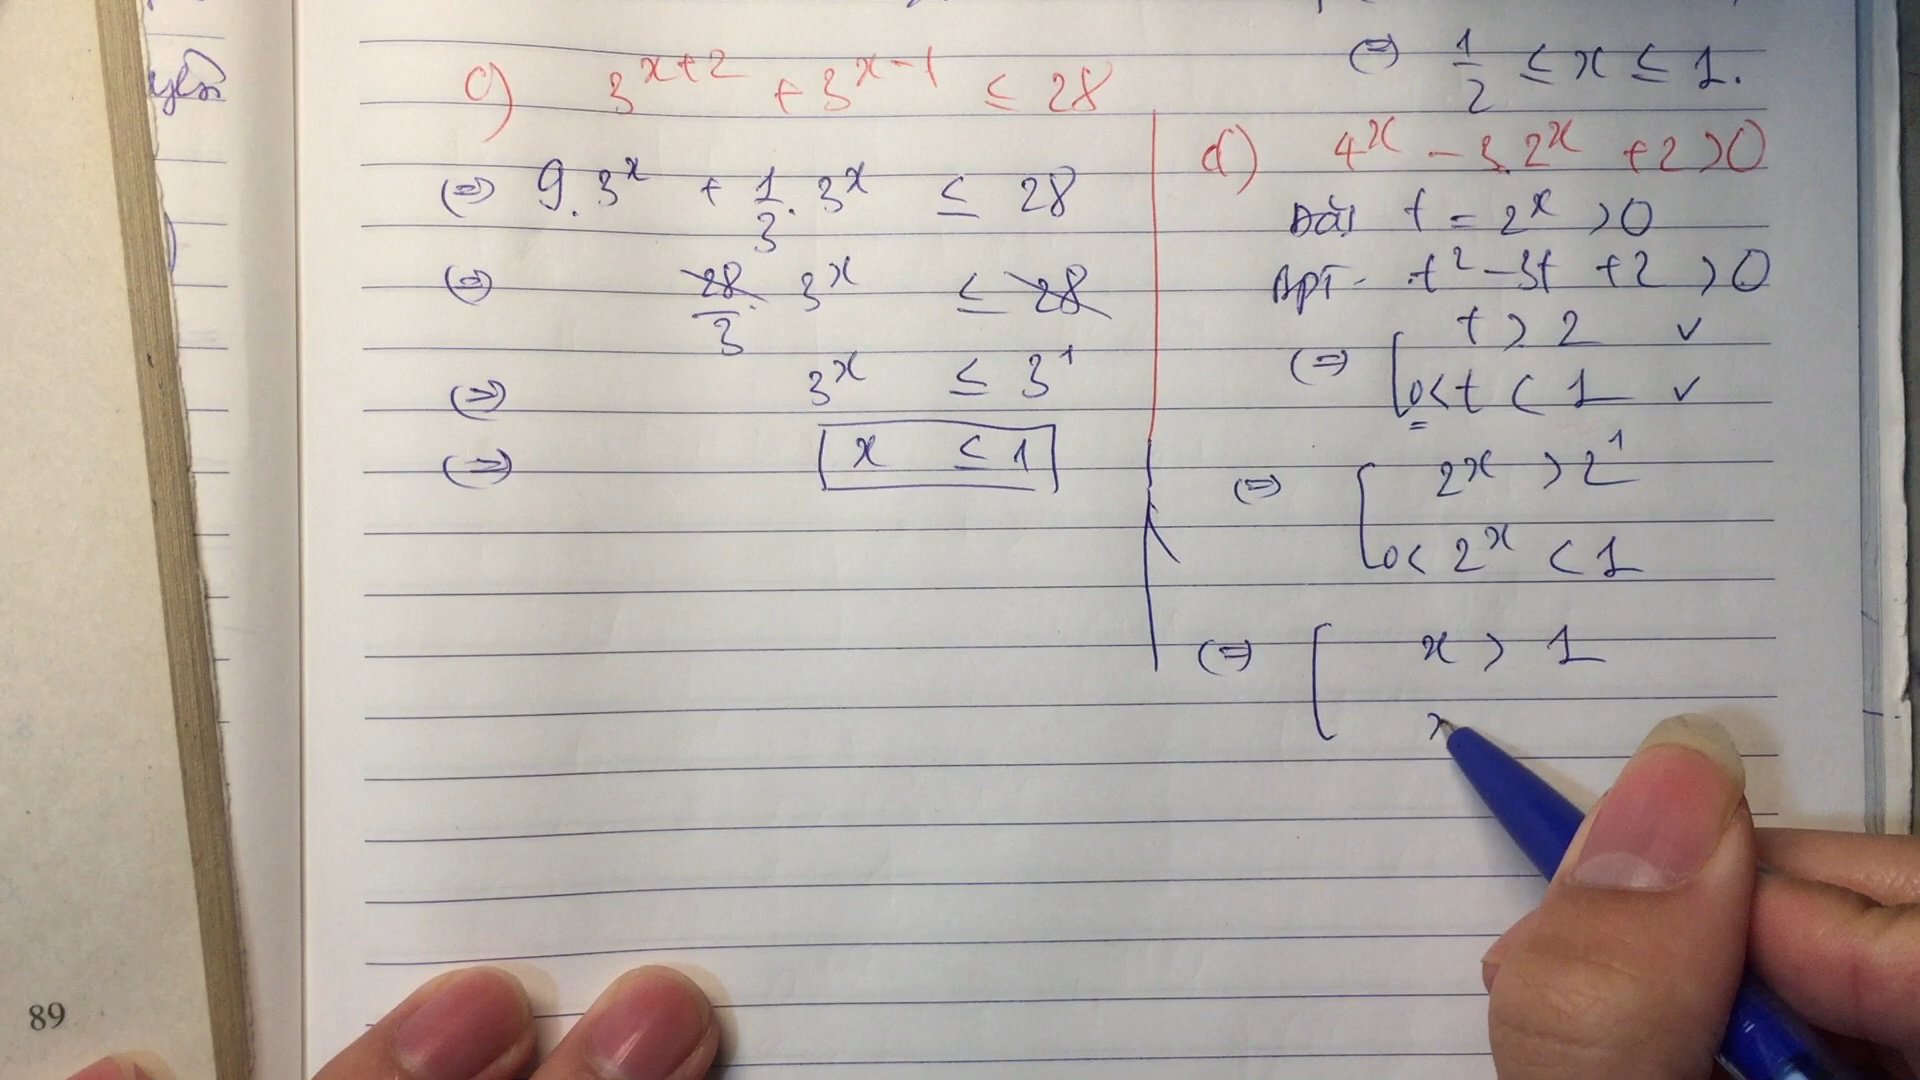 c) 3^{x+2} + 3^{x-1} ≤ 28
(=) 9.3^x + 1/3.3^x ≤ 28
(=) 28/3.3^x ≤ 28
(=) 3^x ≤ 3^1
(=) x ≤ 1
(=) 1/2 ≤ x ≤ 1.
d) 4^x - 3.2^x + 2 > 0
Đặt t = 2^x > 0
BPT- t^2 - 3t + 2 > 0
(=) [ t > 2 ✓
0 < t < 1 ✓
(=) [ 2^x > 2^1
0 < 2^x < 1
(=) [ x > 1
x
89